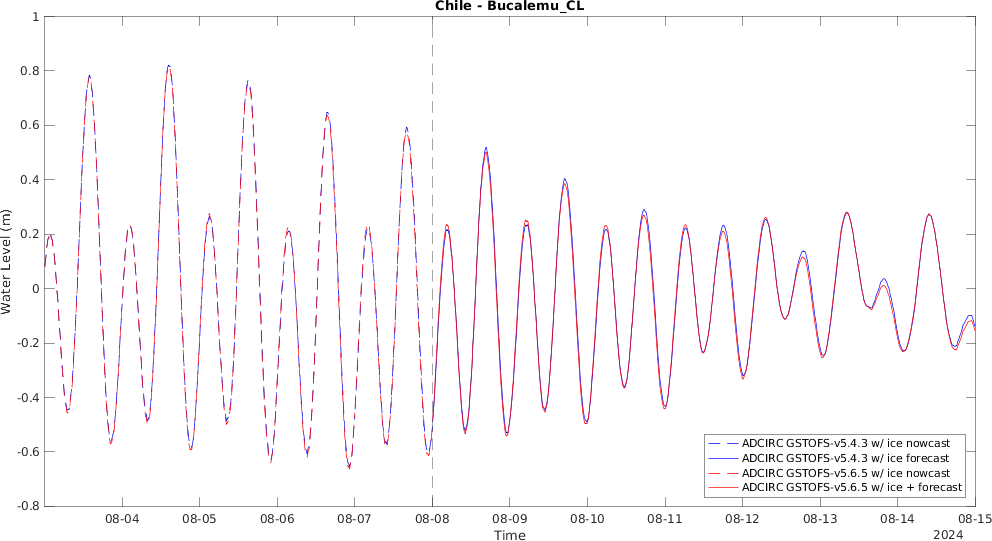 Chile - Bucalemu_CL
1
0.8
0.6
0.4
0.2
0
-0.2
-0.4
-0.6
-0.8
Water Level (m)
ADCIRC GSTOFS-v5.4.3 w/ ice nowcast
ADCIRC GSTOFS-v5.4.3 w/ ice forecast
ADCIRC GSTOFS-v5.6.5 w/ ice nowcast
ADCIRC GSTOFS-v5.6.5 w/ ice + forecast
08-04 08-05 08-06 08-07 08-08 08-09 08-10 08-11 08-12 08-13 08-14 08-15
Time
2024